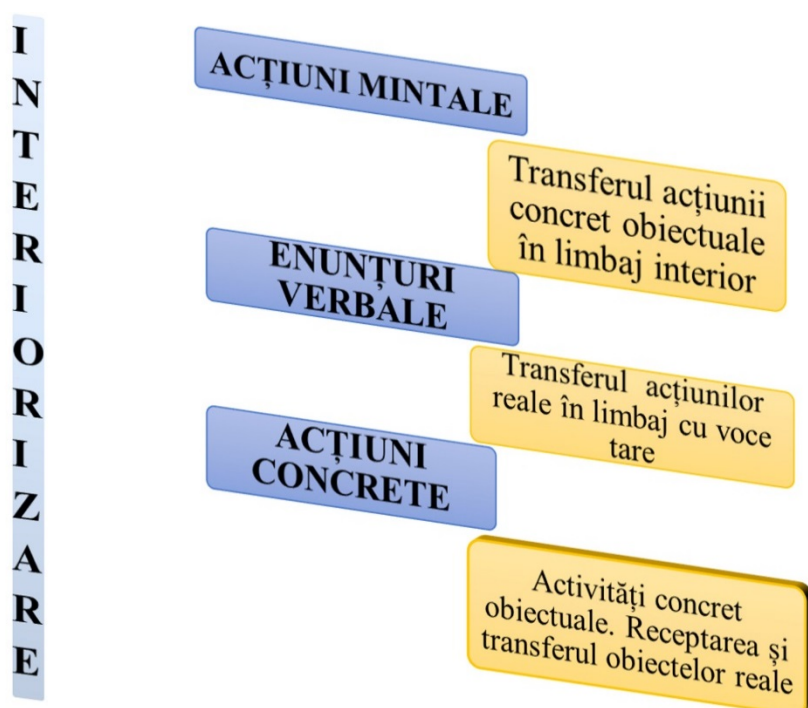 INTERIORIZARE
ACȚIUNI MINTALE
Transferul acțiunii
concret obiectuale
în limbaj interior
ENUNȚURI
VERBALE
Transferul acțiunilor
reale în limbaj cu voce
tare
ACȚIUNI
CONCRETE
Activități concret
obiectuale. Receptarea și
transferul obiectelor reale